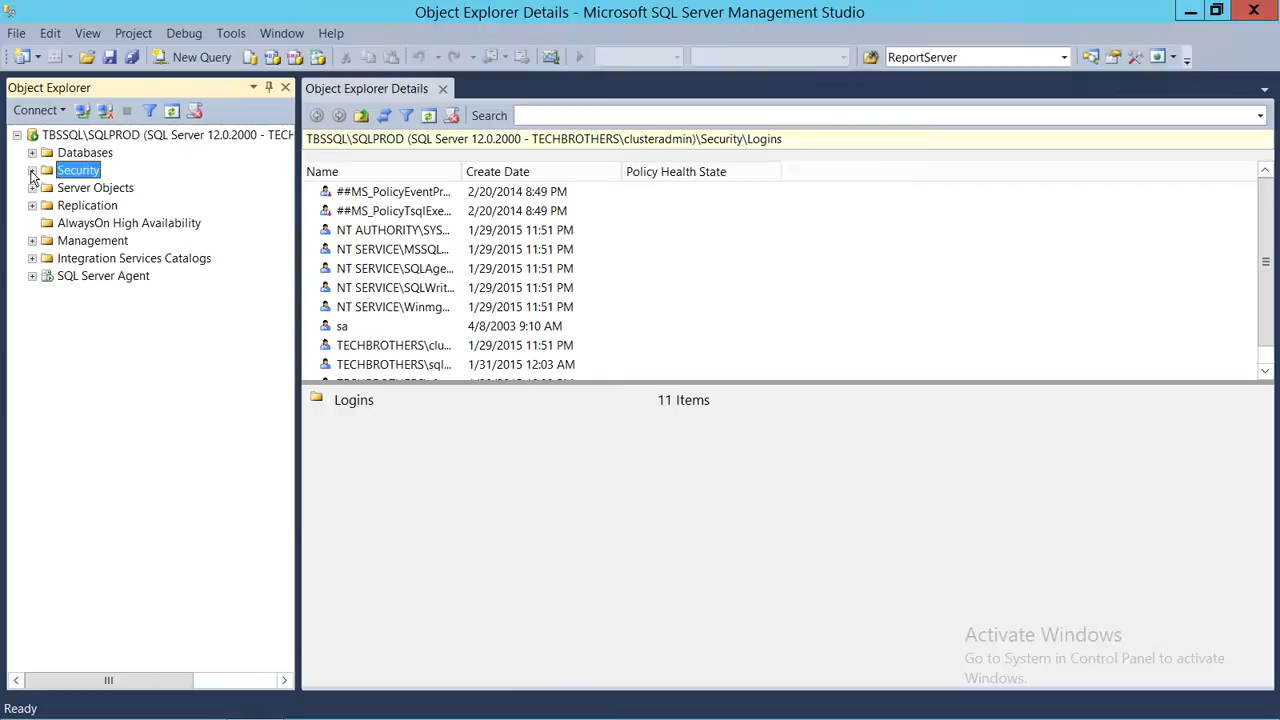 Object Explorer Details - Microsoft SQL Server Management Studio
File Edit View Project Debug Tools Window Help
New Query
ReportServer
Object Explorer
Connect
TBSSQL\SQLPROD (SQL Server 12.0.2000 - TECH
Databases
Security
Server Objects
Replication
AlwaysOn High Availability
Management
Integration Services Catalogs
SQL Server Agent
Object Explorer Details
Search
TBSSQL\SQLPROD (SQL Server 12.0.2000 - TECHBROTHERS\clusteradmin)\Security\Logins
Name Create Date Policy Health State
##MS_PolicyEventPr... 2/20/2014 8:49 PM
##MS_PolicyTsqlExe... 2/20/2014 8:49 PM
NT AUTHORITY\SYS... 1/29/2015 11:51 PM
NT SERVICE\MSSQL... 1/29/2015 11:51 PM
NT SERVICE\SQLAge... 1/29/2015 11:51 PM
NT SERVICE\SQLWrit... 1/29/2015 11:51 PM
NT SERVICE\Winmg... 1/29/2015 11:51 PM
sa 4/8/2003 9:10 AM
TECHBROTHERS\clu... 1/29/2015 11:51 PM
TECHBROTHERS\sql... 1/31/2015 12:03 AM
Logins 11 Items
Activate Windows
Go to System in Control Panel to activate
Windows.
Ready